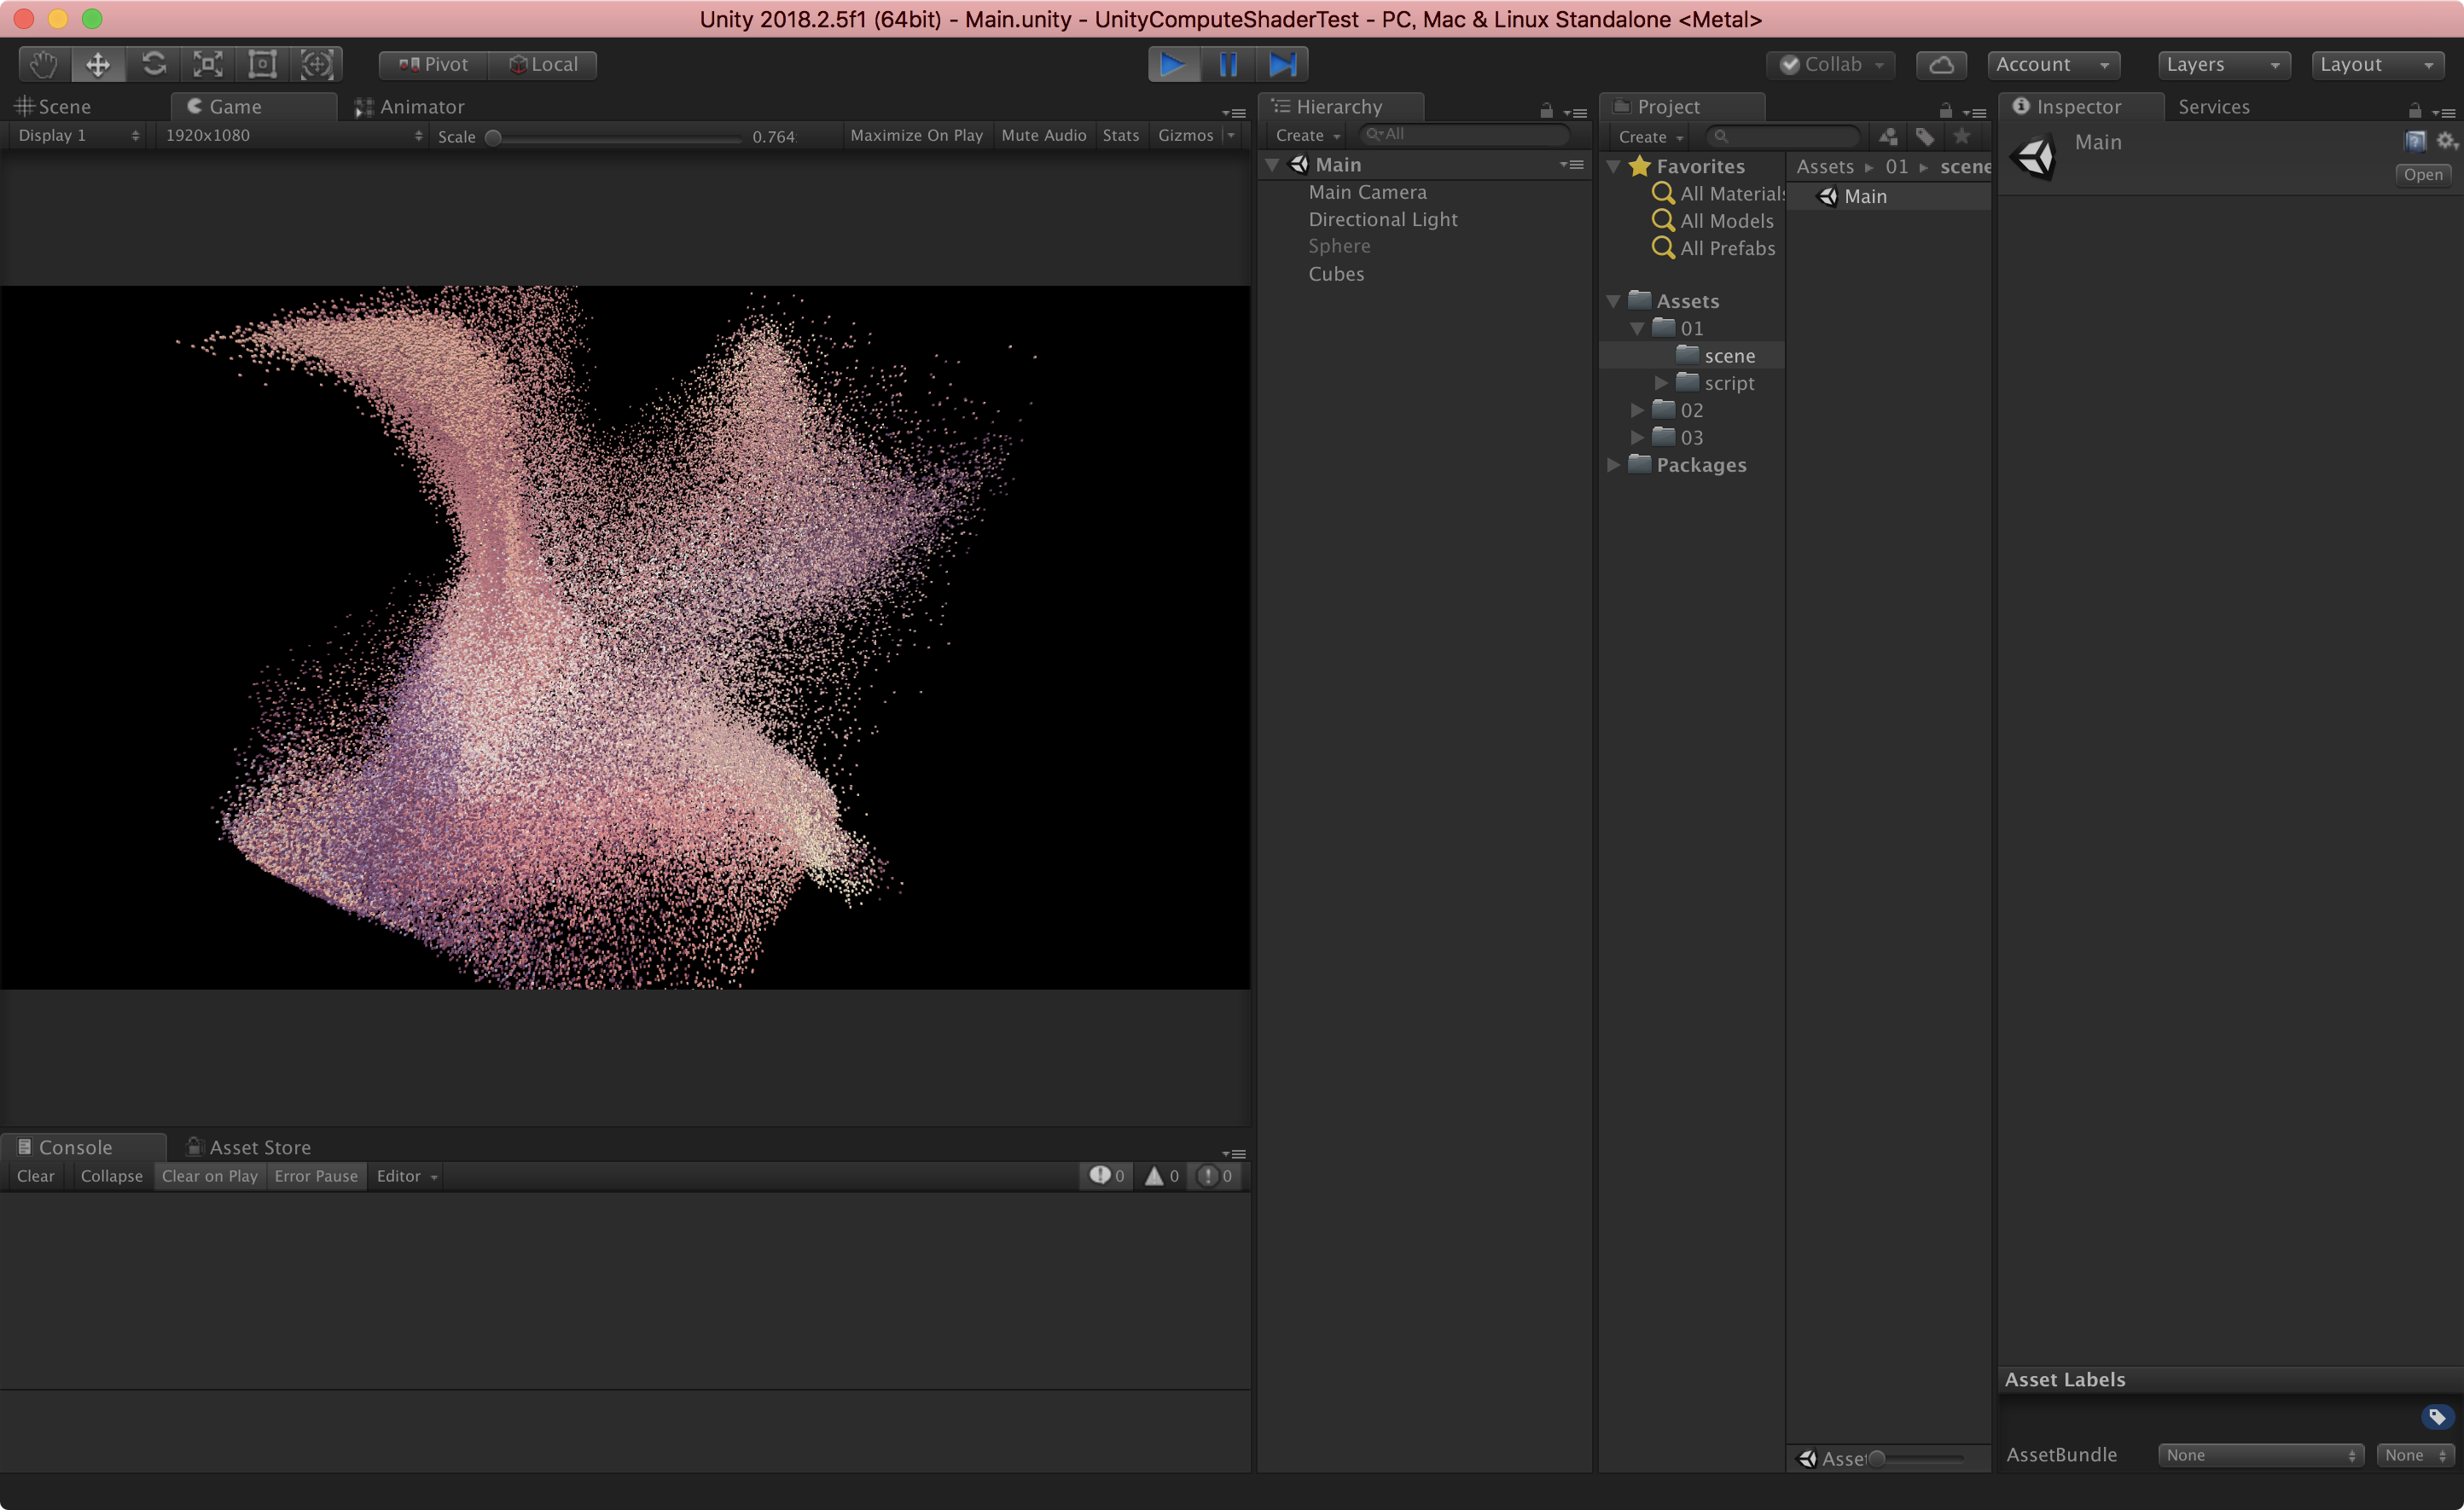 Unity 2018.2.5f1 (64bit) - Main.unity - UnityComputeShaderTest - PC, Mac & Linux Standalone <Metal>
Pivot Local Collab Account Layers Layout
Scene Game Animator
Display 1 1920x1080 Scale 0.764 Maximize On Play Mute Audio Stats Gizmos
Hierarchy
Create All
Main
Main Camera
Directional Light
Sphere
Cubes
Project
Create
Favorites
All Materials
All Models
All Prefabs
Assets
01
scene
script
02
03
Packages
Assets 01 scene
Main
Asset
Inspector Services
Main
Open
Asset Labels
AssetBundle None None
Console Asset Store
Clear Collapse Clear on Play Error Pause Editor 0 0 0